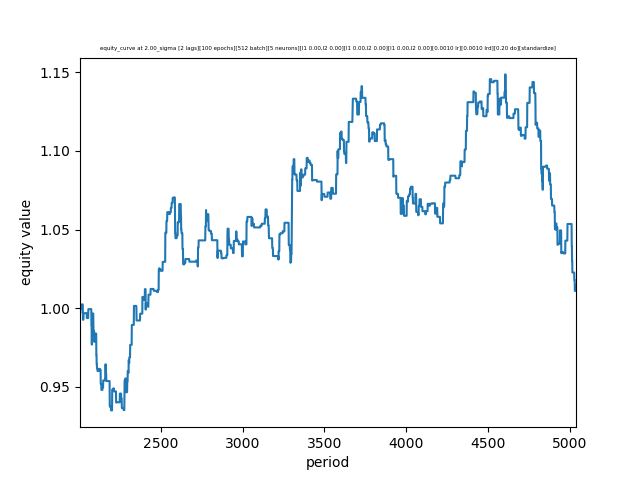 equity_curve at 2.00_sigma [2 lags][100 epochs][512 batch][5 neurons][l1 0.00,l2 0.00][l1 0.00,l2 0.00][l1 0.00,l2 0.00][0.0010 lr][0.0010 lrd][0.20 do][standardize]
1.15
1.10
1.05
1.00
0.95
equity value
2500 3000 3500 4000 4500 5000
period